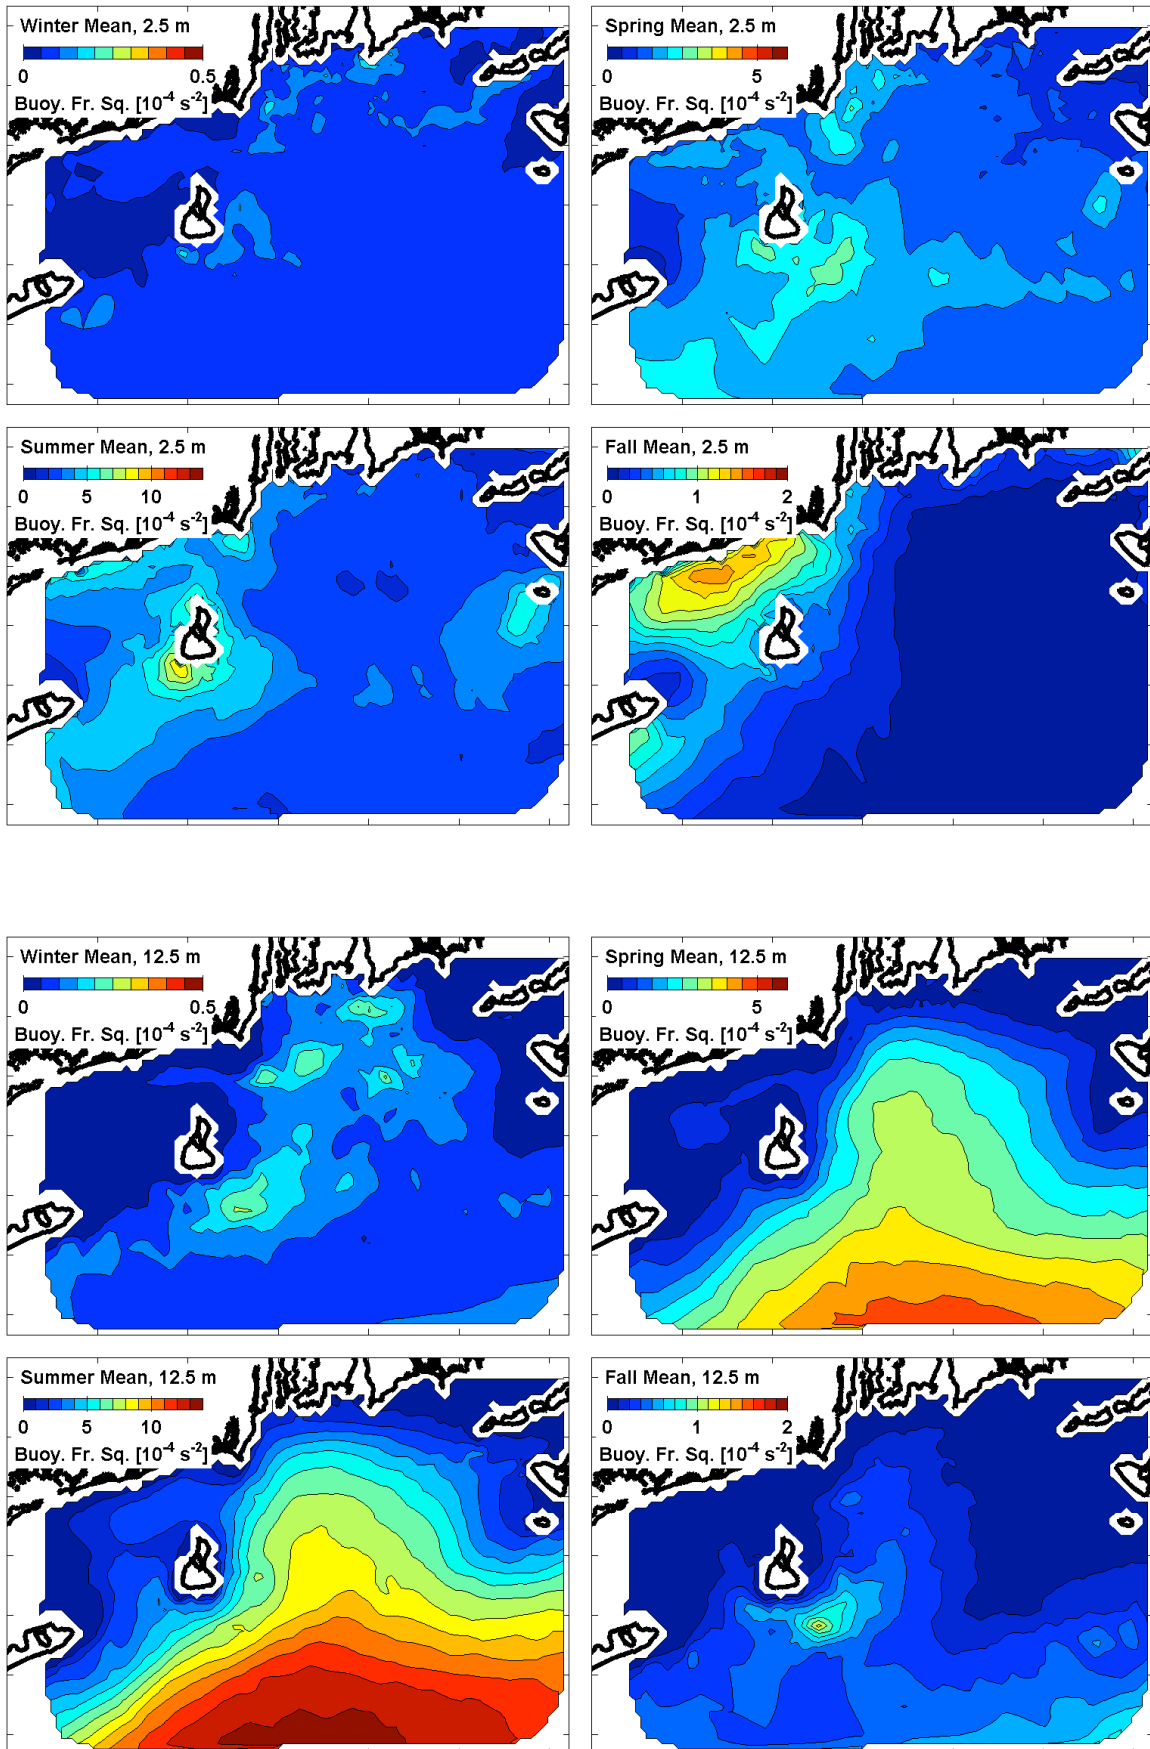 Winter Mean, 2.5 m
0 0.5
Buoy. Fr. Sq. [10⁻⁴ s⁻²]
Spring Mean, 2.5 m
0 5
Buoy. Fr. Sq. [10⁻⁴ s⁻²]
Summer Mean, 2.5 m
0 5 10
Buoy. Fr. Sq. [10⁻⁴ s⁻²]
Fall Mean, 2.5 m
0 1 2
Buoy. Fr. Sq. [10⁻⁴ s⁻²]
Winter Mean, 12.5 m
0 0.5
Buoy. Fr. Sq. [10⁻⁴ s⁻²]
Spring Mean, 12.5 m
0 5
Buoy. Fr. Sq. [10⁻⁴ s⁻²]
Summer Mean, 12.5 m
0 5 10
Buoy. Fr. Sq. [10⁻⁴ s⁻²]
Fall Mean, 12.5 m
0 1 2
Buoy. Fr. Sq. [10⁻⁴ s⁻²]